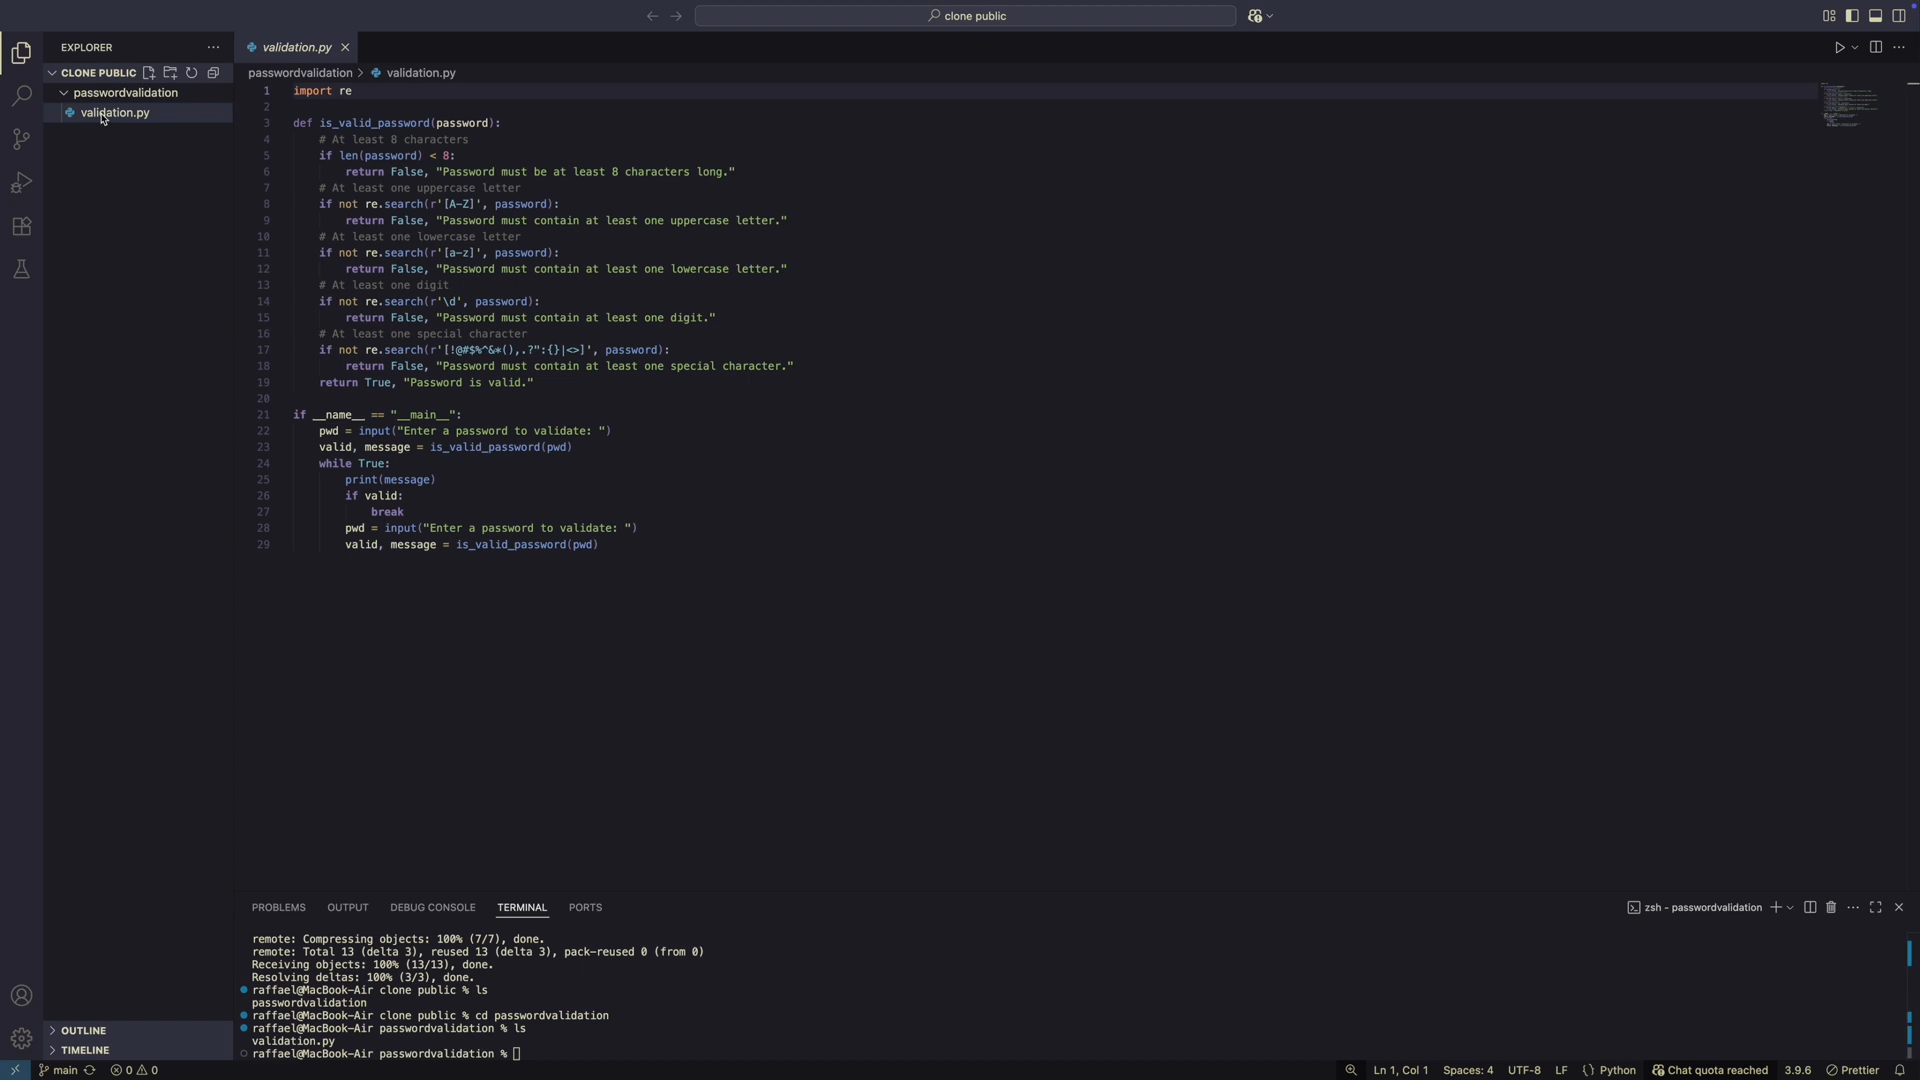 clone public
EXPLORER
CLONE PUBLIC
passwordvalidation
validation.py
validation.py
passwordvalidation > validation.py
1 import re
2
3 def is_valid_password(password):
4 # At least 8 characters
5 if len(password) < 8:
6 return False, "Password must be at least 8 characters long."
7 # At least one uppercase letter
8 if not re.search(r'[A-Z]', password):
9 return False, "Password must contain at least one uppercase letter."
10 # At least one lowercase letter
11 if not re.search(r'[a-z]', password):
12 return False, "Password must contain at least one lowercase letter."
13 # At least one digit
14 if not re.search(r'\d', password):
15 return False, "Password must contain at least one digit."
16 # At least one special character
17 if not re.search(r'[!@#$%^&*(),.?":{}|<>]', password):
18 return False, "Password must contain at least one special character."
19 return True, "Password is valid."
20
21 if __name__ == "__main__":
22 pwd = input("Enter a password to validate: ")
23 valid, message = is_valid_password(pwd)
24 while True:
25 print(message)
26 if valid:
27 break
28 pwd = input("Enter a password to validate: ")
29 valid, message = is_valid_password(pwd)
PROBLEMS OUTPUT DEBUG CONSOLE TERMINAL PORTS
zsh - passwordvalidation
remote: Compressing objects: 100% (7/7), done.
remote: Total 13 (delta 3), reused 13 (delta 3), pack-reused 0 (from 0)
Receiving objects: 100% (13/13), done.
Resolving deltas: 100% (3/3), done.
raffael@MacBook-Air clone public % ls
passwordvalidation
raffael@MacBook-Air clone public % cd passwordvalidation
raffael@MacBook-Air passwordvalidation % ls
validation.py
raffael@MacBook-Air passwordvalidation %
OUTLINE
TIMELINE
main 0 0 Ln 1, Col 1 Spaces: 4 UTF-8 LF {} Python Chat quota reached 3.9.6 Prettier